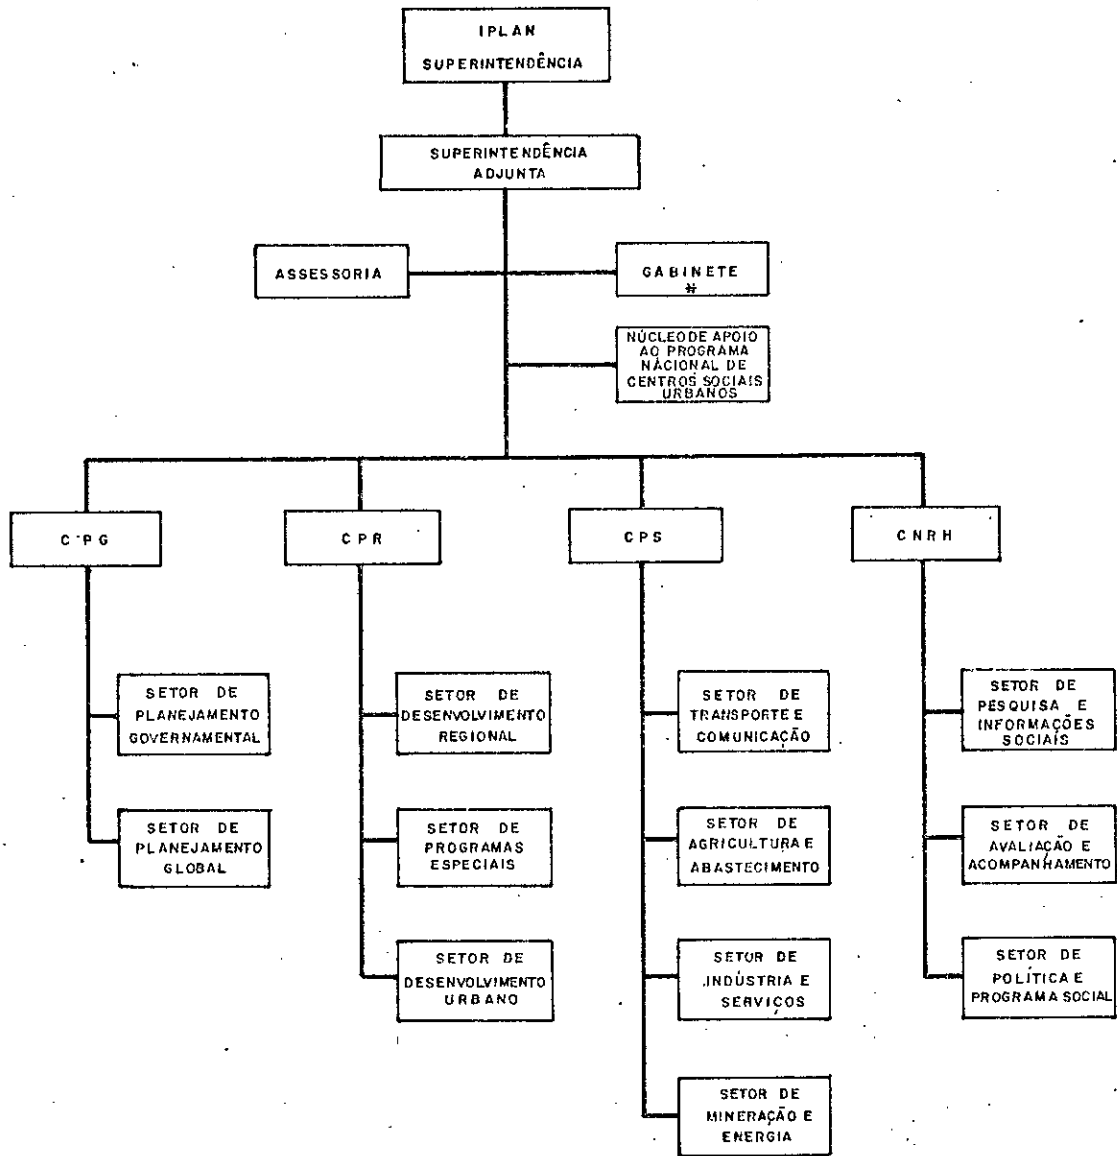 IPLAN
SUPERINTENDÊNCIA
SUPERINTENDÊNCIA
ADJUNTA
ASSESSORIA
GABINETE
#
NÚCLEO DE APOIO
AO PROGRAMA
NACIONAL DE
CENTROS SOCIAIS
URBANOS
CPG
CPR
CPS
CNRH
SETOR DE
PLANEJAMENTO
GOVERNAMENTAL
SETOR DE
DESENVOLVIMENTO
REGIONAL
SETOR DE
TRANSPORTE E
COMUNICAÇÃO
SETOR DE
PESQUISA E
INFORMAÇÕES
SOCIAIS
SETOR DE
PLANEJAMENTO
GLOBAL
SETOR DE
PROGRAMAS
ESPECIAIS
SETOR DE
AGRICULTURA E
ABASTECIMENTO
SETOR DE
AVALIAÇÃO E
ACOMPANHAMENTO
SETOR DE
DESENVOLVIMENTO
URBANO
SETOR DE
INDÚSTRIA E
SERVIÇOS
SETOR DE
POLÍTICA E
PROGRAMA SOCIAL
SETOR DE
MINERAÇÃO E
ENERGIA